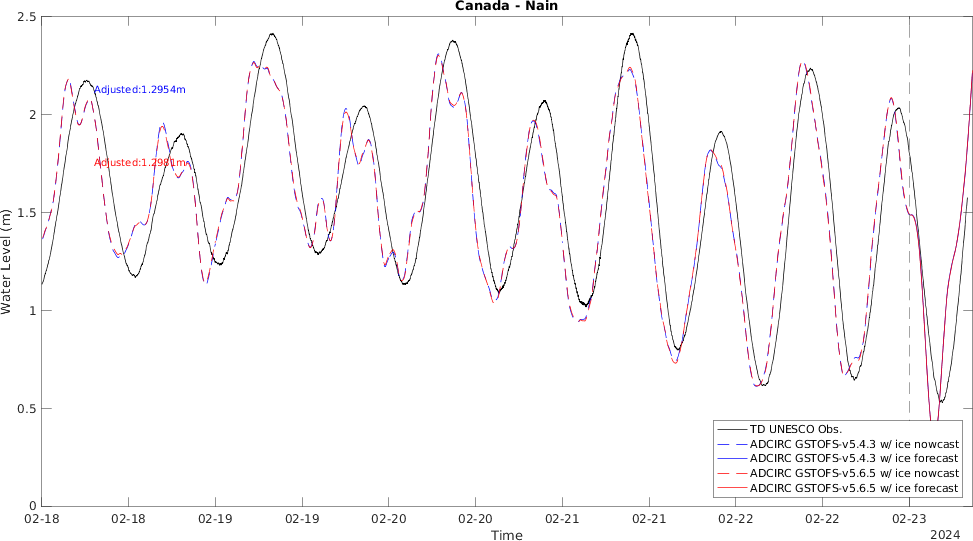 Canada - Nain
2.5
2
1.5
1
0.5
0
Water Level (m)
Adjusted:1.2954m
Adjusted:1.2981m
TD UNESCO Obs.
ADCIRC GSTOFS-v5.4.3 w/ ice nowcast
ADCIRC GSTOFS-v5.4.3 w/ ice forecast
ADCIRC GSTOFS-v5.6.5 w/ ice nowcast
ADCIRC GSTOFS-v5.6.5 w/ ice forecast
02-18 02-18 02-19 02-19 02-20 02-20 02-21 02-21 02-22 02-22 02-23
Time
2024